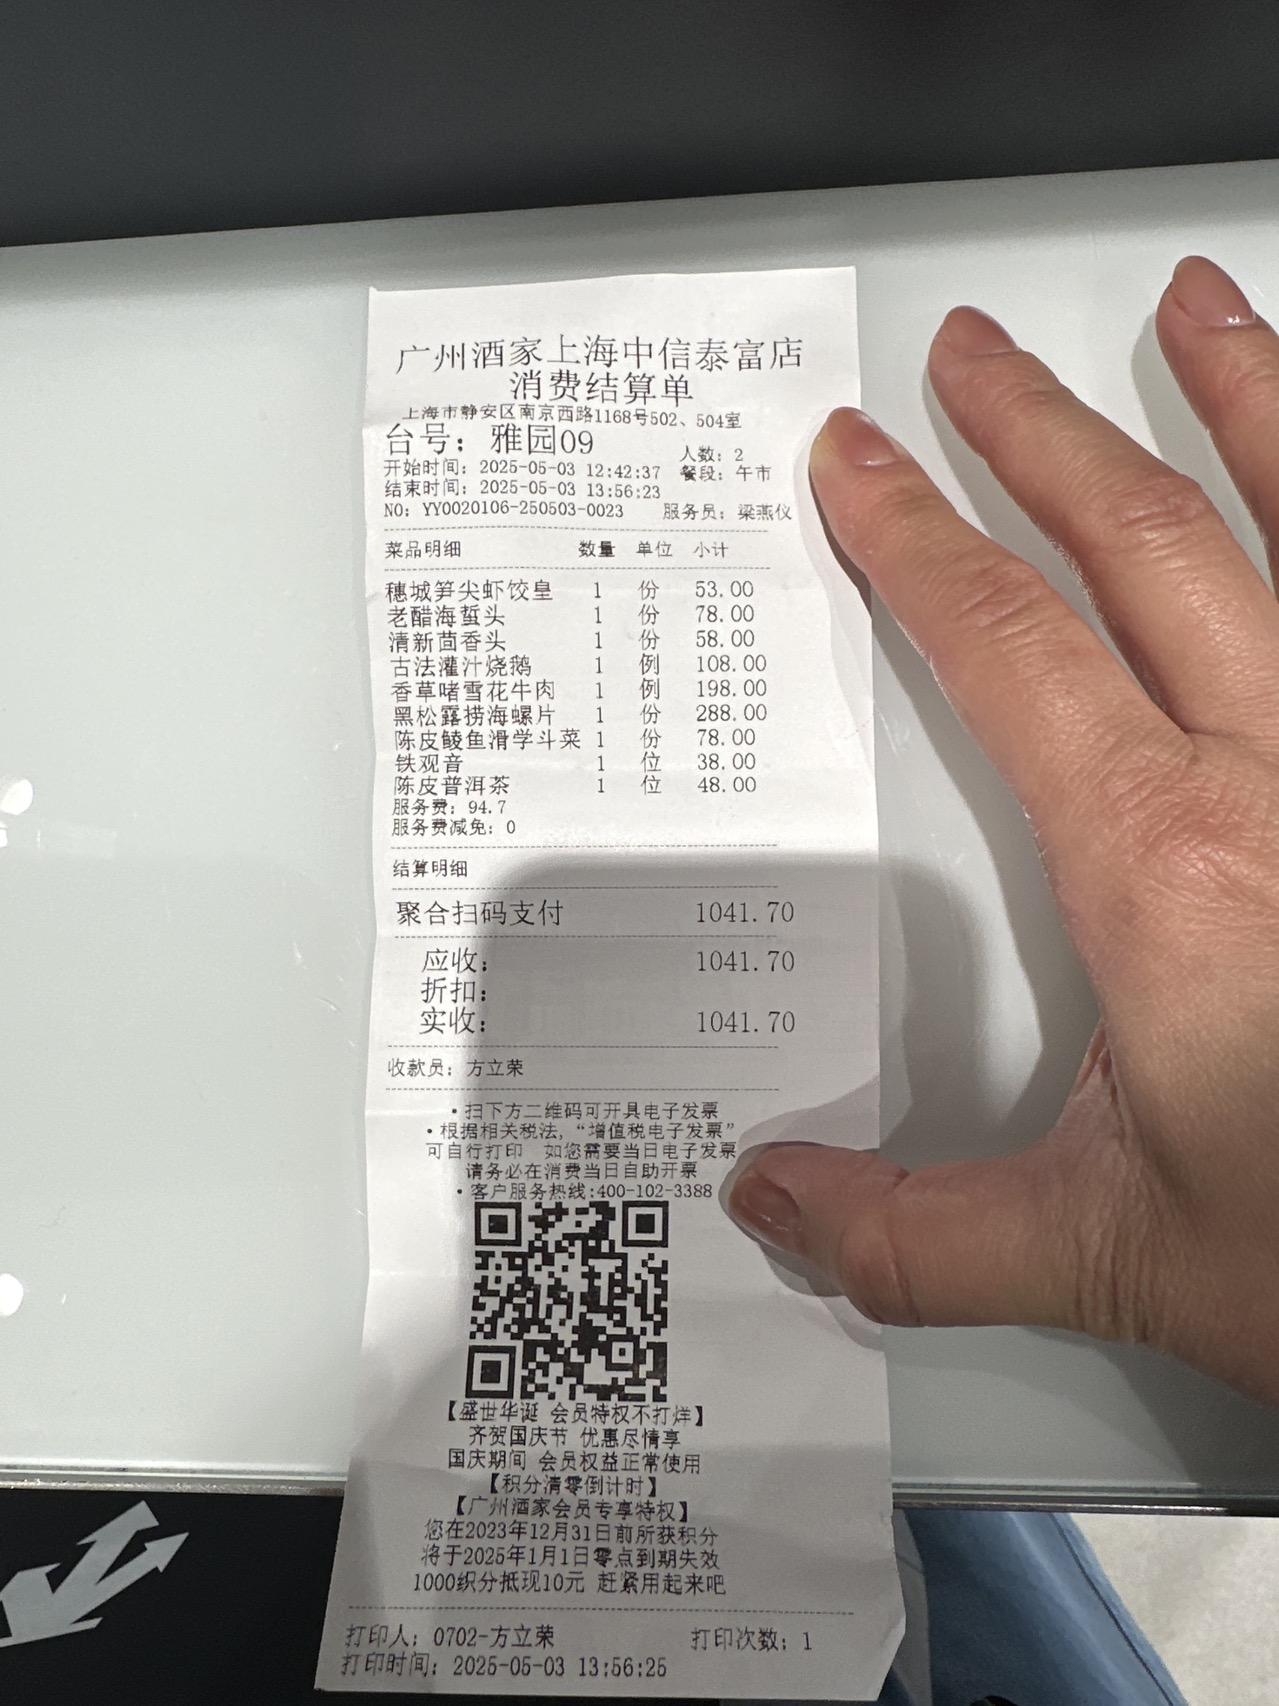 广州酒家上海中信泰富店
消费结算单
上海市静安区南京西路1168号502、504室
台号：雅园09
人数：2
开始时间：2025-05-03 12:42:37 餐段：午市
结束时间：2025-05-03 13:56:23
NO：YY0020106-250503-0023 服务员：梁燕仪
菜品明细 数量 单位 小计
穗城笋尖虾饺皇 1 份 53.00
老醋海蜇头 1 份 78.00
清新茴香头 1 份 58.00
古法灌汁烧鹅 1 例 108.00
香草啫雪花牛肉 1 例 198.00
黑松露捞海螺片 1 份 288.00
陈皮鲮鱼滑学斗菜 1 份 78.00
铁观音 1 位 38.00
陈皮普洱茶 1 位 48.00
服务费：94.7
服务费减免：0
结算明细
聚合扫码支付 1041.70
应收： 1041.70
折扣：
实收： 1041.70
收款员：方立荣
·扫下方二维码可开具电子发票
·根据相关税法，“增值税电子发票”
可自行打印 如您需要当日电子发票
请务必在消费当日自助开票
·客户服务热线:400-102-3388
【盛世华诞 会员特权不打烊】
齐贺国庆节 优惠尽情享
国庆期间 会员权益正常使用
【积分清零倒计时】
【广州酒家会员专享特权】
您在2023年12月31日前所获积分
将于2025年1月1日零点到期失效
1000积分抵现10元 赶紧用起来吧
打印人：0702-方立荣 打印次数：1
打印时间：2025-05-03 13:56:25